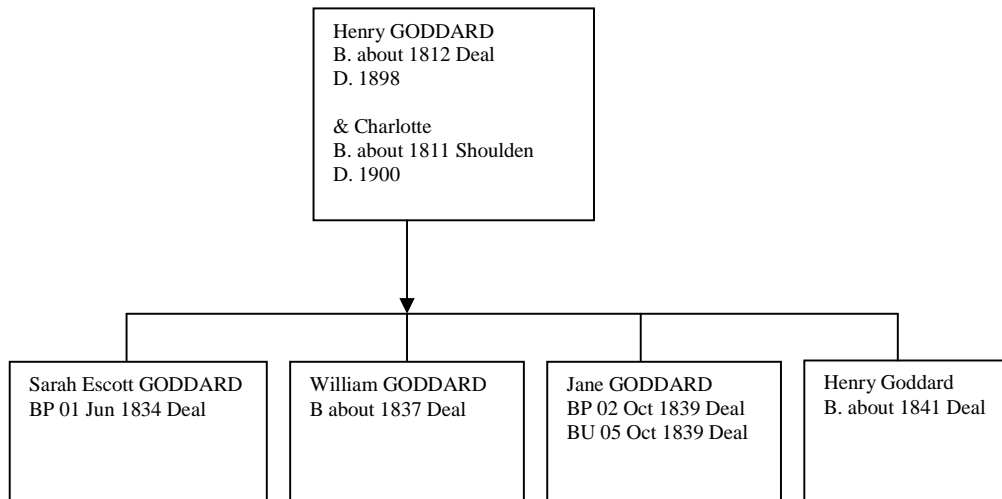 Henry GODDARD
B. about 1812 Deal
D. 1898
& Charlotte
B. about 1811 Shoulden
D. 1900
Sarah Escott GODDARD
BP 01 Jun 1834 Deal
William GODDARD
B about 1837 Deal
Jane GODDARD
BP 02 Oct 1839 Deal
BU 05 Oct 1839 Deal
Henry Goddard
B. about 1841 Deal